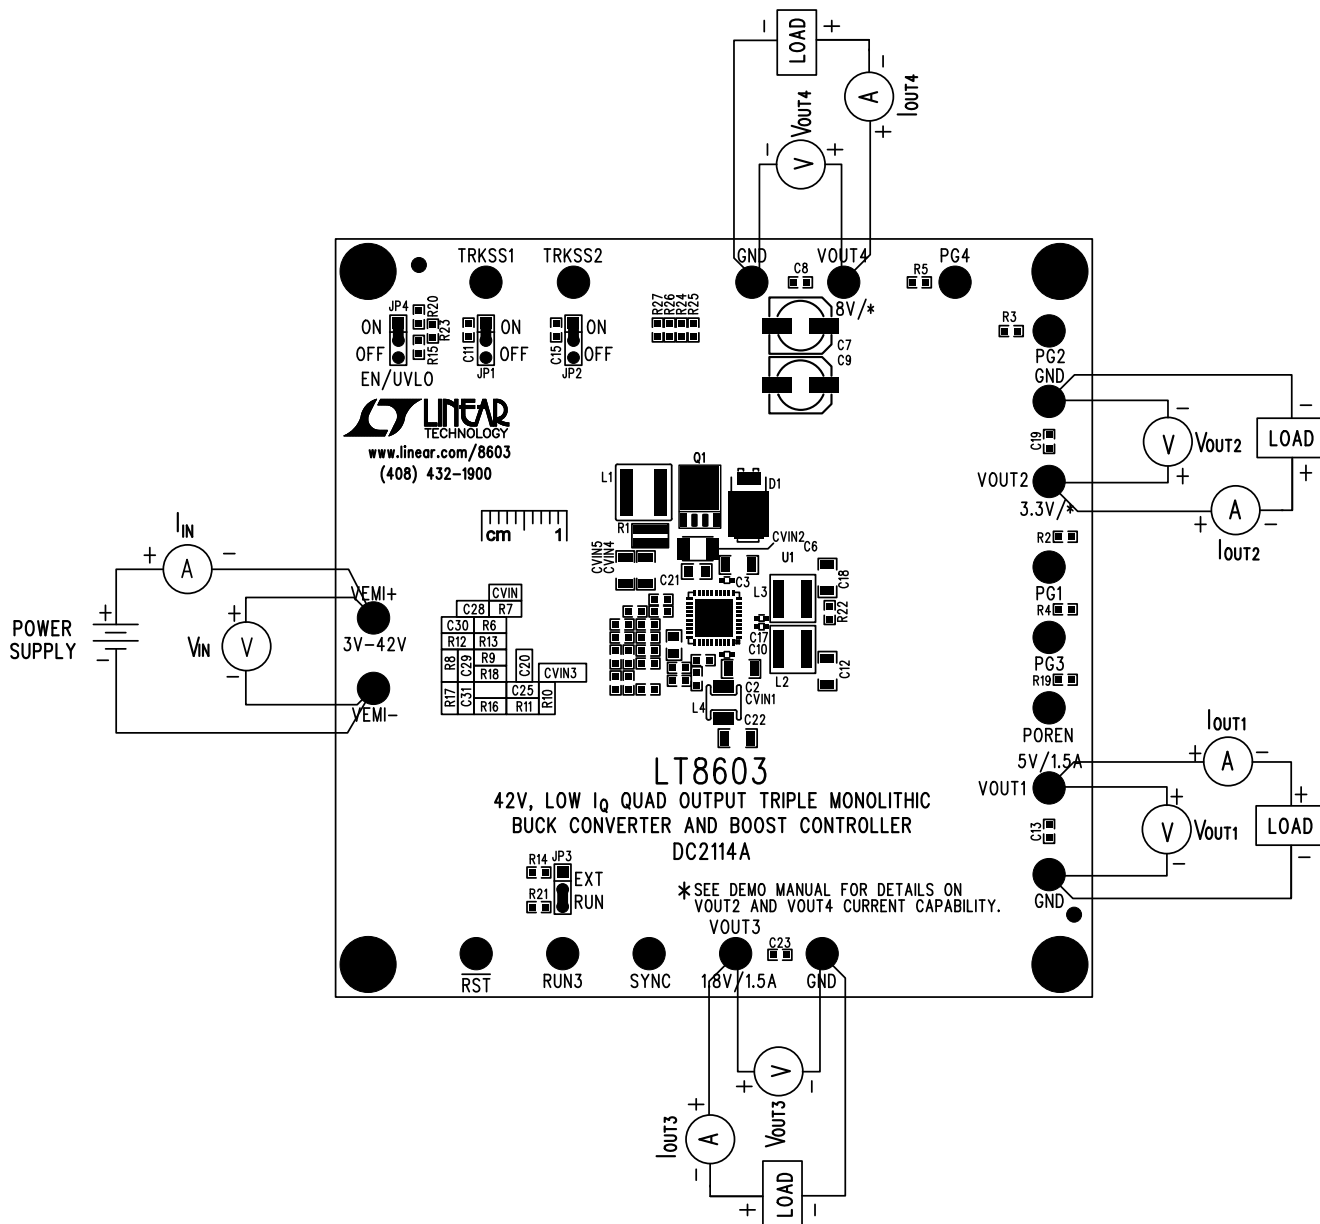 LOAD
− +
− A +
IOUT4
VOUT4
− V +
TRKSS1 TRKSS2 GND VOUT4 PG4
C8 R5
8V/*
JP4 R20 R23 R15
ON
OFF
EN/UVLO
C11 ON
OFF
JP1
C15 ON
OFF
JP2
R27 R26 R24 R25
C7
C9
R3
PG2
GND
C19
VOUT2
3.3V/*
− V +
VOUT2
− LOAD +
+ A −
IOUT2
LINEAR
TECHNOLOGY
www.linear.com/8603
(408) 432-1900
cm 1
L1 Q1 D1
R1
CVIN5 CVIN4
CVIN2 C6
U1
C21 C3 L3 C18
R22
C17
C10
L2 C12
C2
CVIN1
L4
C22
R2
PG1
R4
PG3
R19
POREN
IIN
+ A −
POWER
SUPPLY
+
−
VIN
+ V −
VEMI+
3V-42V
VEMI-
CVIN
C28 R7
C30 R6
R12 R13
R8 C29 R9
R18
C20 CVIN3
R17 C31 C25 R10
R16 R11
5V/1.5A
VOUT1
C13
GND
IOUT1
+ A −
+ V −
VOUT1
+ LOAD −
LT8603
42V, LOW IQ QUAD OUTPUT TRIPLE MONOLITHIC
BUCK CONVERTER AND BOOST CONTROLLER
DC2114A
R14 JP3
EXT
R21 RUN
*SEE DEMO MANUAL FOR DETAILS ON
VOUT2 AND VOUT4 CURRENT CAPABILITY.
VOUT3
C23
RST RUN3 SYNC 1.8V/1.5A GND
+ V −
VOUT3
+ A −
IOUT3
+ LOAD −